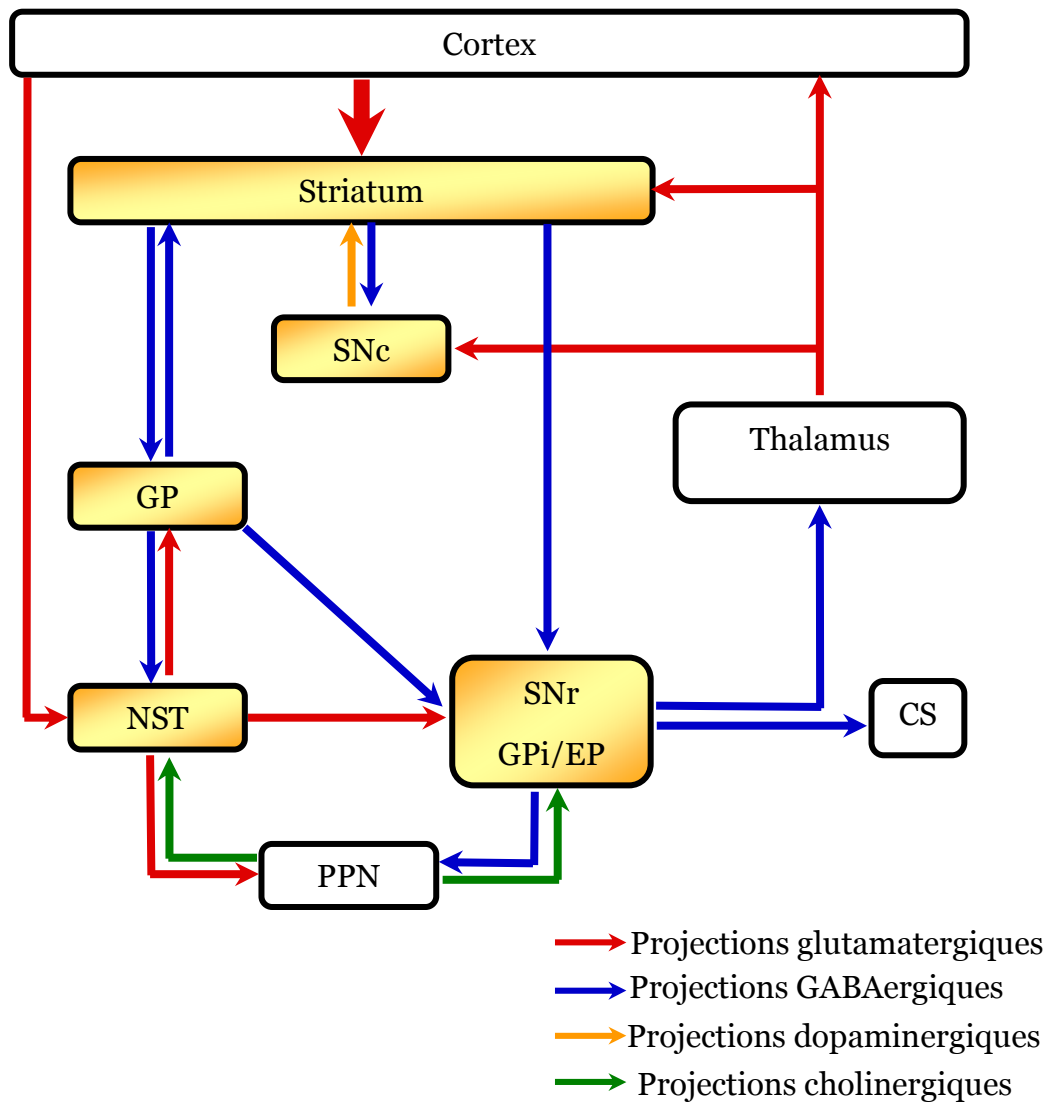 Cortex
Striatum
SNc
Thalamus
GP
SNr
GPi/EP
NST
CS
PPN
Projections glutamatergiques
Projections GABAergiques
Projections dopaminergiques
Projections cholinergiques